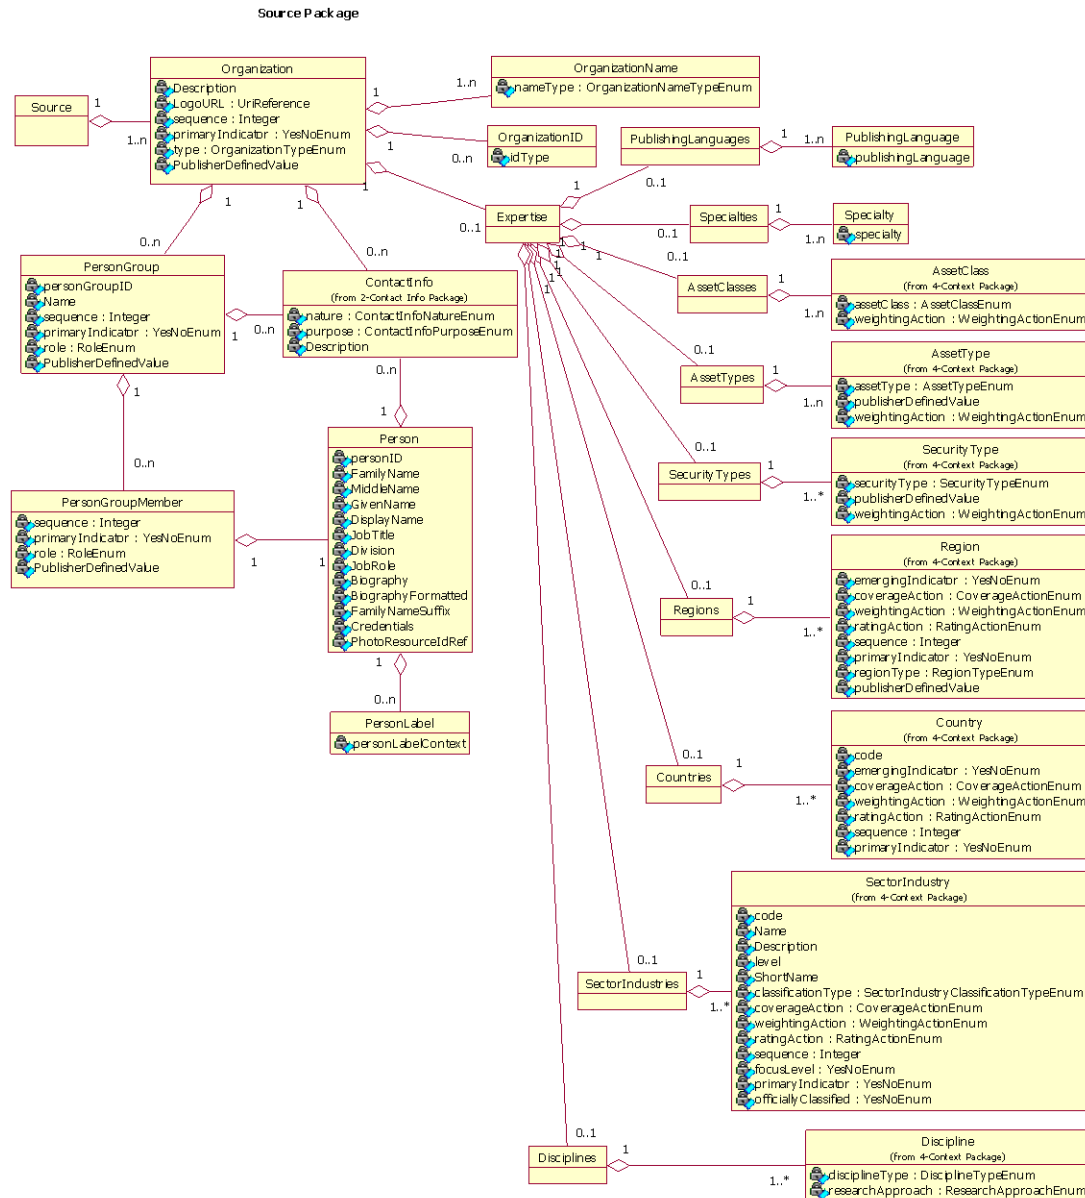 Source Package
Source
1
1..n
Organization
Description
LogoURL : UriReference
sequence : Integer
primaryIndicator : YesNoEnum
type : OrganizationTypeEnum
PublisherDefinedValue
1
1..n
OrganizationName
nameType : OrganizationNameTypeEnum
1
0..n
OrganizationID
idType
1
0..1
Expertise
1
0..1
PublishingLanguages
1
1..n
PublishingLanguage
publishingLanguage
0..1
Specialties
1
1..n
Specialty
specialty
1
0..n
PersonGroup
personGroupID
Name
sequence : Integer
primaryIndicator : YesNoEnum
role : RoleEnum
PublisherDefinedValue
1
0..n
1
0..n
ContactInfo
(from 2-Contact Info Package)
nature : ContactInfoNatureEnum
purpose : ContactInfoPurposeEnum
Description
1
1
1
1
1
1
1
0..1
AssetClasses
1
1..n
AssetClass
(from 4-Context Package)
assetClass : AssetClassEnum
weightingAction : WeightingActionEnum
0..1
AssetTypes
1
1..n
AssetType
(from 4-Context Package)
assetType : AssetTypeEnum
publisherDefinedValue
weightingAction : WeightingActionEnum
1
0..n
0..n
1
Person
personID
FamilyName
MiddleName
GivenName
DisplayName
JobTitle
Division
JobRole
Biography
BiographyFormatted
FamilyNameSuffix
Credentials
PhotoResourceIdRef
PersonGroupMember
sequence : Integer
primaryIndicator : YesNoEnum
role : RoleEnum
PublisherDefinedValue
1
1
1
0..n
PersonLabel
personLabelContext
0..1
SecurityTypes
1
1..*
SecurityType
(from 4-Context Package)
securityType : SecurityTypeEnum
publisherDefinedValue
weightingAction : WeightingActionEnum
0..1
Regions
1
1..*
Region
(from 4-Context Package)
emergingIndicator : YesNoEnum
coverageAction : CoverageActionEnum
weightingAction : WeightingActionEnum
ratingAction : RatingActionEnum
sequence : Integer
primaryIndicator : YesNoEnum
regionType : RegionTypeEnum
publisherDefinedValue
0..1
Countries
1
1..*
Country
(from 4-Context Package)
code
emergingIndicator : YesNoEnum
coverageAction : CoverageActionEnum
weightingAction : WeightingActionEnum
ratingAction : RatingActionEnum
sequence : Integer
primaryIndicator : YesNoEnum
0..1
SectorIndustries
1
1..*
SectorIndustry
(from 4-Context Package)
code
Name
Description
level
ShortName
classificationType : SectorIndustryClassificationTypeEnum
coverageAction : CoverageActionEnum
weightingAction : WeightingActionEnum
ratingAction : RatingActionEnum
sequence : Integer
focusLevel : YesNoEnum
primaryIndicator : YesNoEnum
officiallyClassified : YesNoEnum
0..1
Disciplines
1
1..*
Discipline
(from 4-Context Package)
disciplineType : DisciplineTypeEnum
researchApproach : ResearchApproachEnum